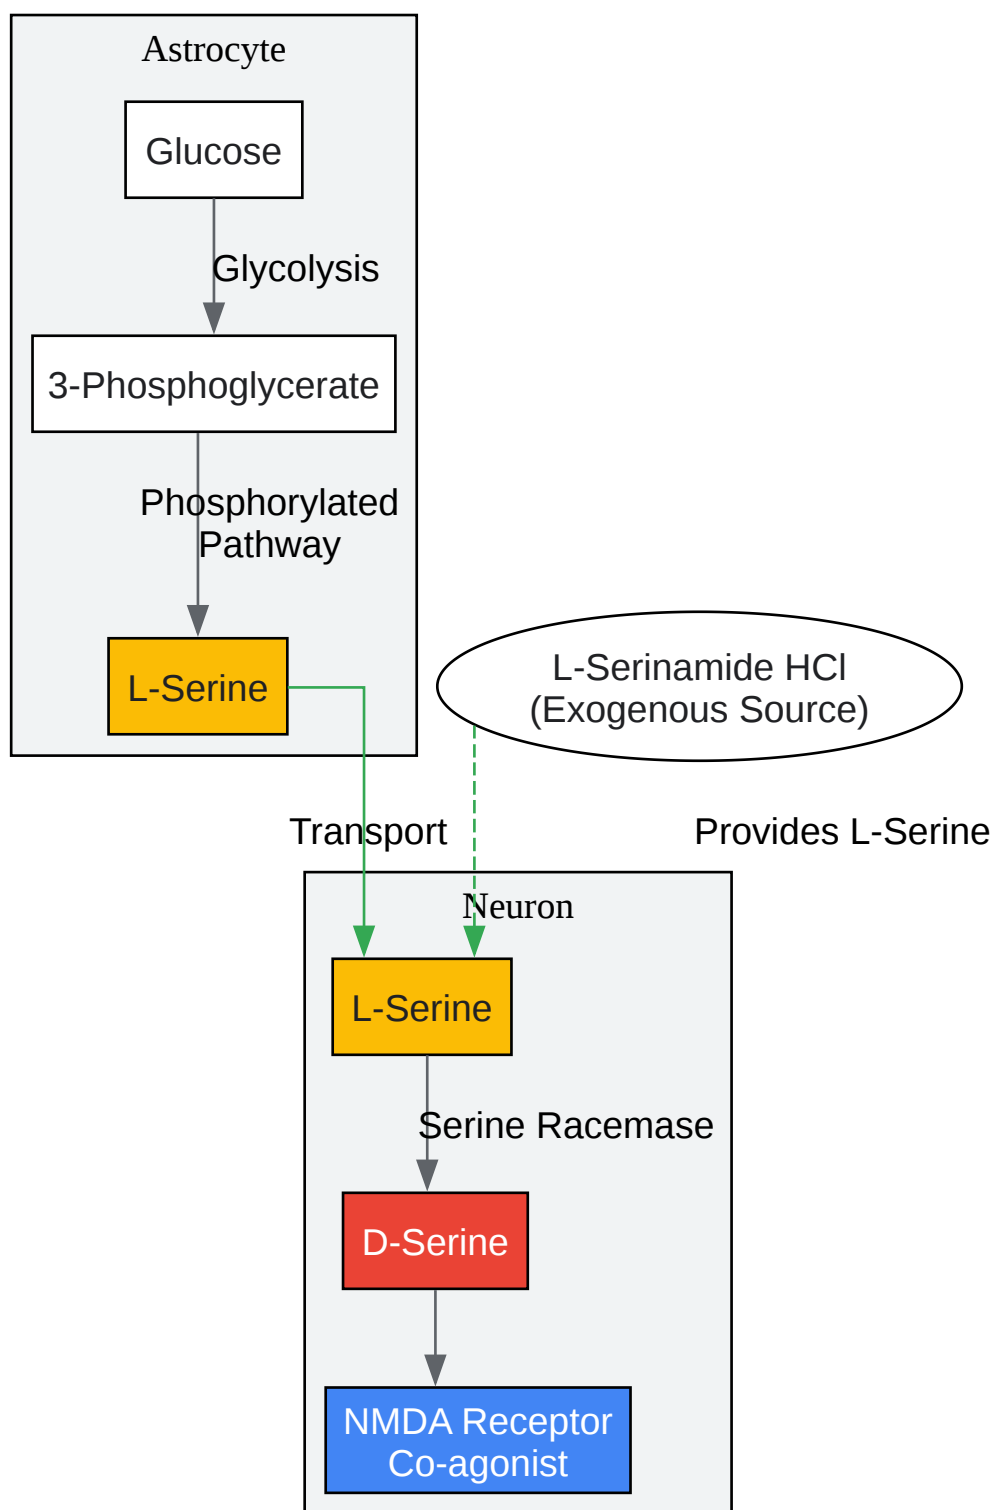 Astrocyte
Glucose
Glycolysis
3-Phosphoglycerate
Phosphorylated
Pathway
L-Serine
L-Serinamide HCl
(Exogenous Source)
Transport
Provides L-Serine
Neuron
L-Serine
Serine Racemase
D-Serine
NMDA Receptor
Co-agonist